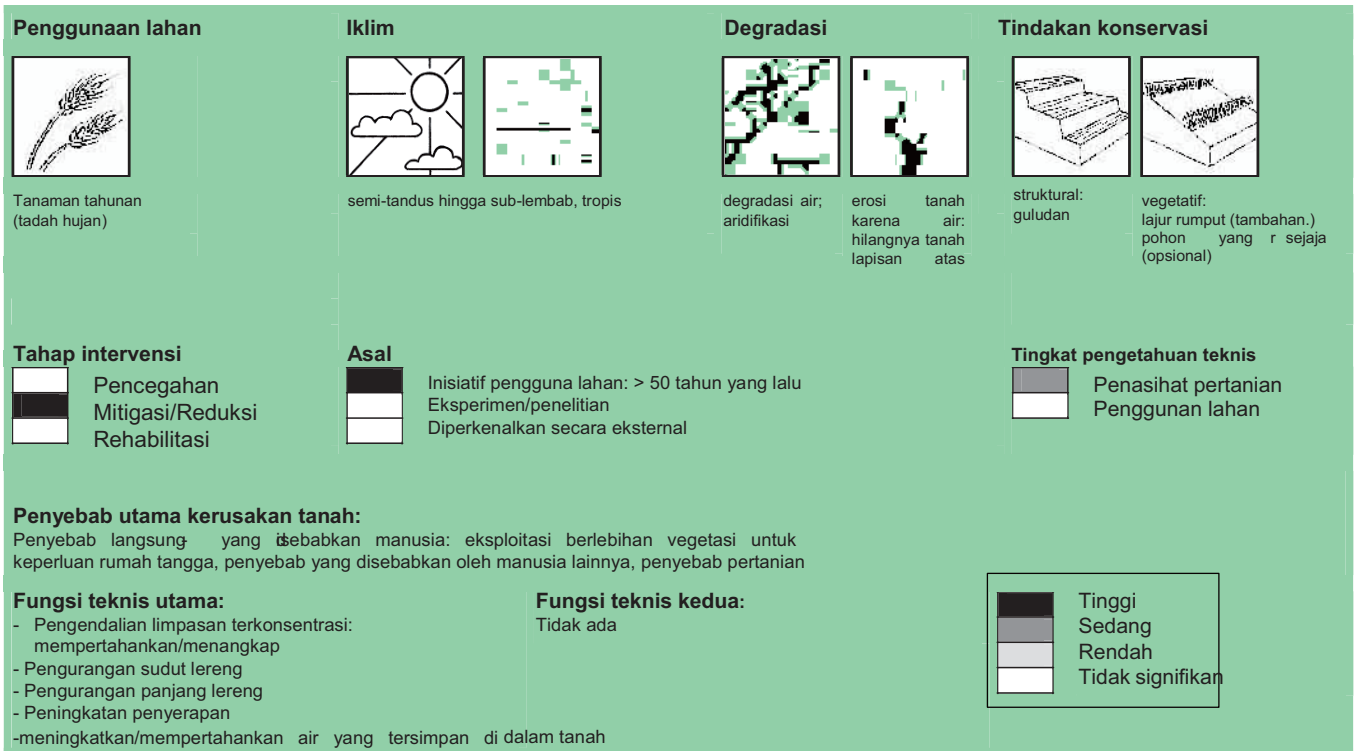 Penggunaan lahan
Tanaman tahunan
(tadah hujan)
Iklim
semi-tandus hingga sub-lembab, tropis
Degradasi
degradasi air;
aridifikasi
erosi tanah
karena air:
hilangnya tanah
lapisan atas
Tindakan konservasi
struktural:
guludan
vegetatif:
lajur rumput (tambahan.)
pohon yang r sejaja
(opsional)
Tahap intervensi
Pencegahan
Mitigasi/Reduksi
Rehabilitasi
Asal
Inisiatif pengguna lahan: > 50 tahun yang lalu
Eksperimen/penelitian
Diperkenalkan secara eksternal
Tingkat pengetahuan teknis
Penasihat pertanian
Penggunan lahan
Penyebab utama kerusakan tanah:
Penyebab langsung- yang disebabkan manusia: eksploitasi berlebihan vegetasi untuk
keperluan rumah tangga, penyebab yang disebabkan oleh manusia lainnya, penyebab pertanian
Fungsi teknis utama:
- Pengendalian limpasan terkonsentrasi:
mempertahankan/menangkap
- Pengurangan sudut lereng
- Pengurangan panjang lereng
- Peningkatan penyerapan
-meningkatkan/mempertahankan air yang tersimpan di dalam tanah
Fungsi teknis kedua:
Tidak ada
Tinggi
Sedang
Rendah
Tidak signifikan